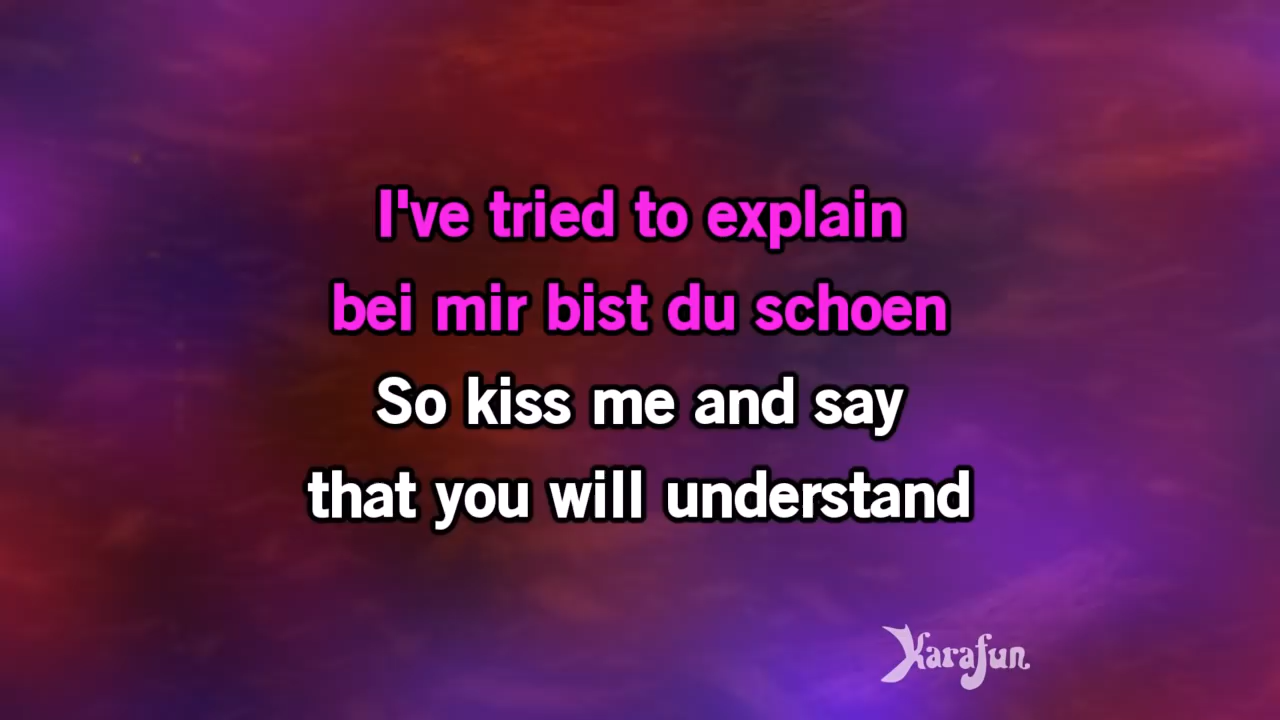 I've tried to explain
bei mir bist du schoen
So kiss me and say
that you will understand
Karafun